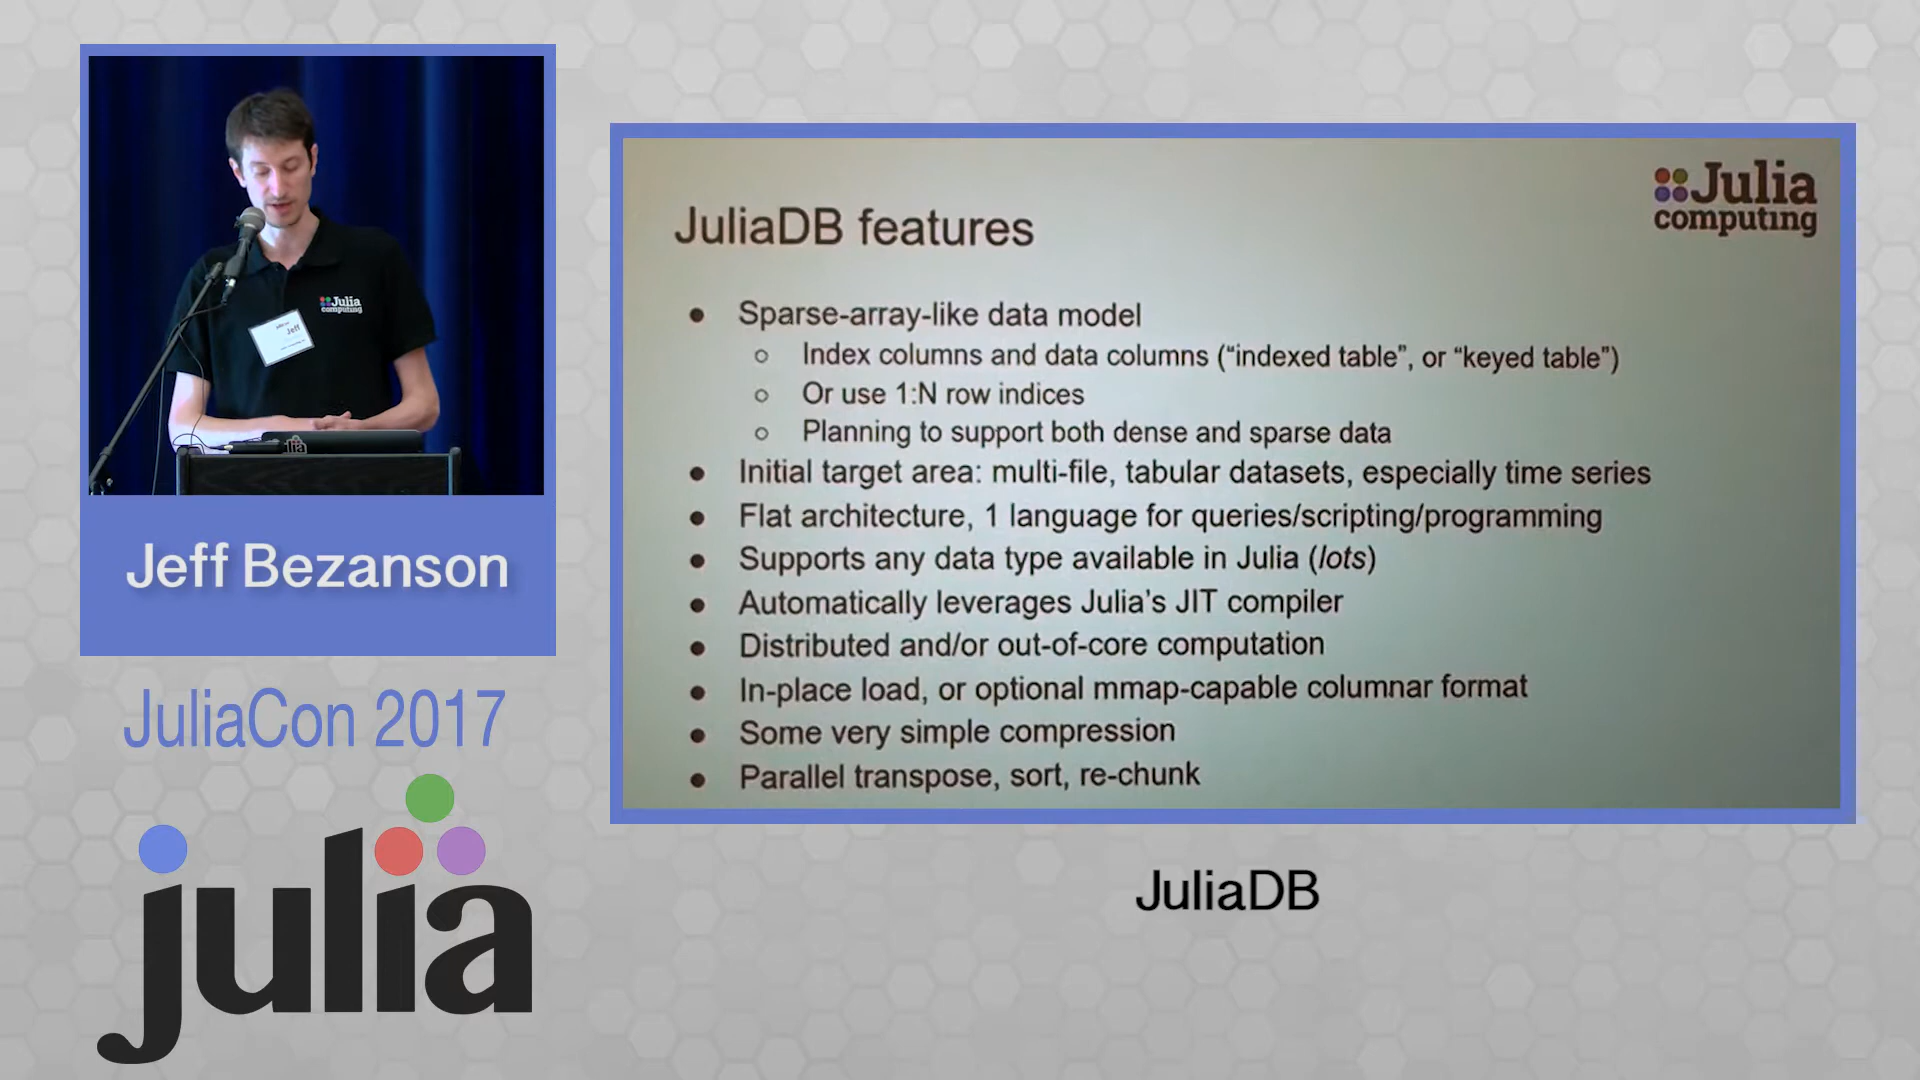 Julia
computing
Jeff
Jeff Bezanson
JuliaCon 2017
julia
Julia
computing
JuliaDB features
● Sparse-array-like data model
○ Index columns and data columns (“indexed table”, or “keyed table”)
○ Or use 1:N row indices
○ Planning to support both dense and sparse data
● Initial target area: multi-file, tabular datasets, especially time series
● Flat architecture, 1 language for queries/scripting/programming
● Supports any data type available in Julia (lots)
● Automatically leverages Julia’s JIT compiler
● Distributed and/or out-of-core computation
● In-place load, or optional mmap-capable columnar format
● Some very simple compression
● Parallel transpose, sort, re-chunk
JuliaDB